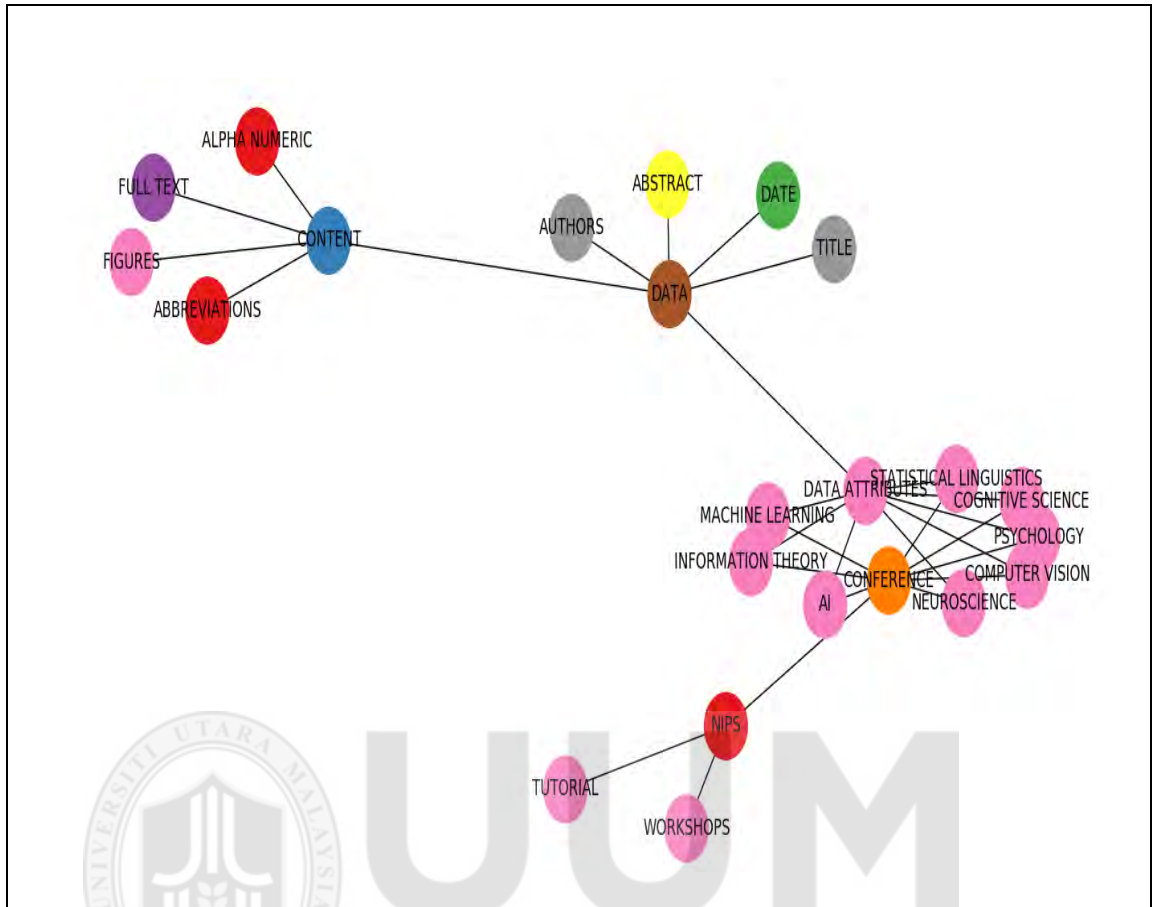 ALPHA NUMERIC
FULL TEXT
CONTENT
FIGURES
ABBREVIATIONS
ABSTRACT
DATE
AUTHORS
TITLE
DATA
STATISTICAL LINGUISTICS
DATA ATTRIBUTES
COGNITIVE SCIENCE
MACHINE LEARNING
PSYCHOLOGY
INFORMATION THEORY
COMPUTER VISION
CONFERENCE
AI
NEUROSCIENCE
NIPS
TUTORIAL
WORKSHOPS
UNIVERSITI UTARA MALAYSIA
UUM